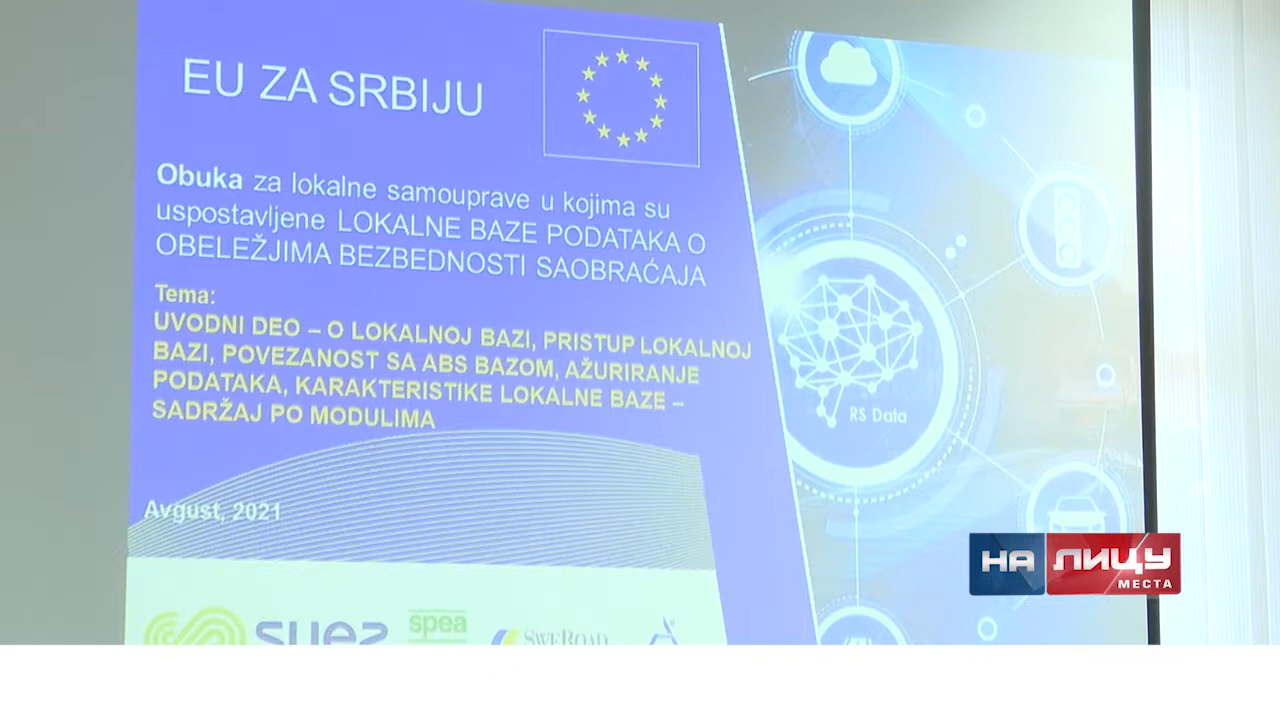 EU ZA SRBIJU
Obuka za lokalne samouprave u kojima su
uspostavljene LOKALNE BAZE PODATAKA O
OBELEŽJIMA BEZBEDNOSTI SAOBRAĆAJA
Tema:
UVODNI DEO – O LOKALNOJ BAZI, PRISTUP LOKALNOJ
BAZI, POVEZANOST SA ABS BAZOM, AŽURIRANJE
PODATAKA, KARAKTERISTIKE LOKALNE BAZE –
SADRŽAJ PO MODULIMA
Avgust, 2021
RS Data
suez
spea
SWEROAD
НА ЛИЦУ
МЕСТА